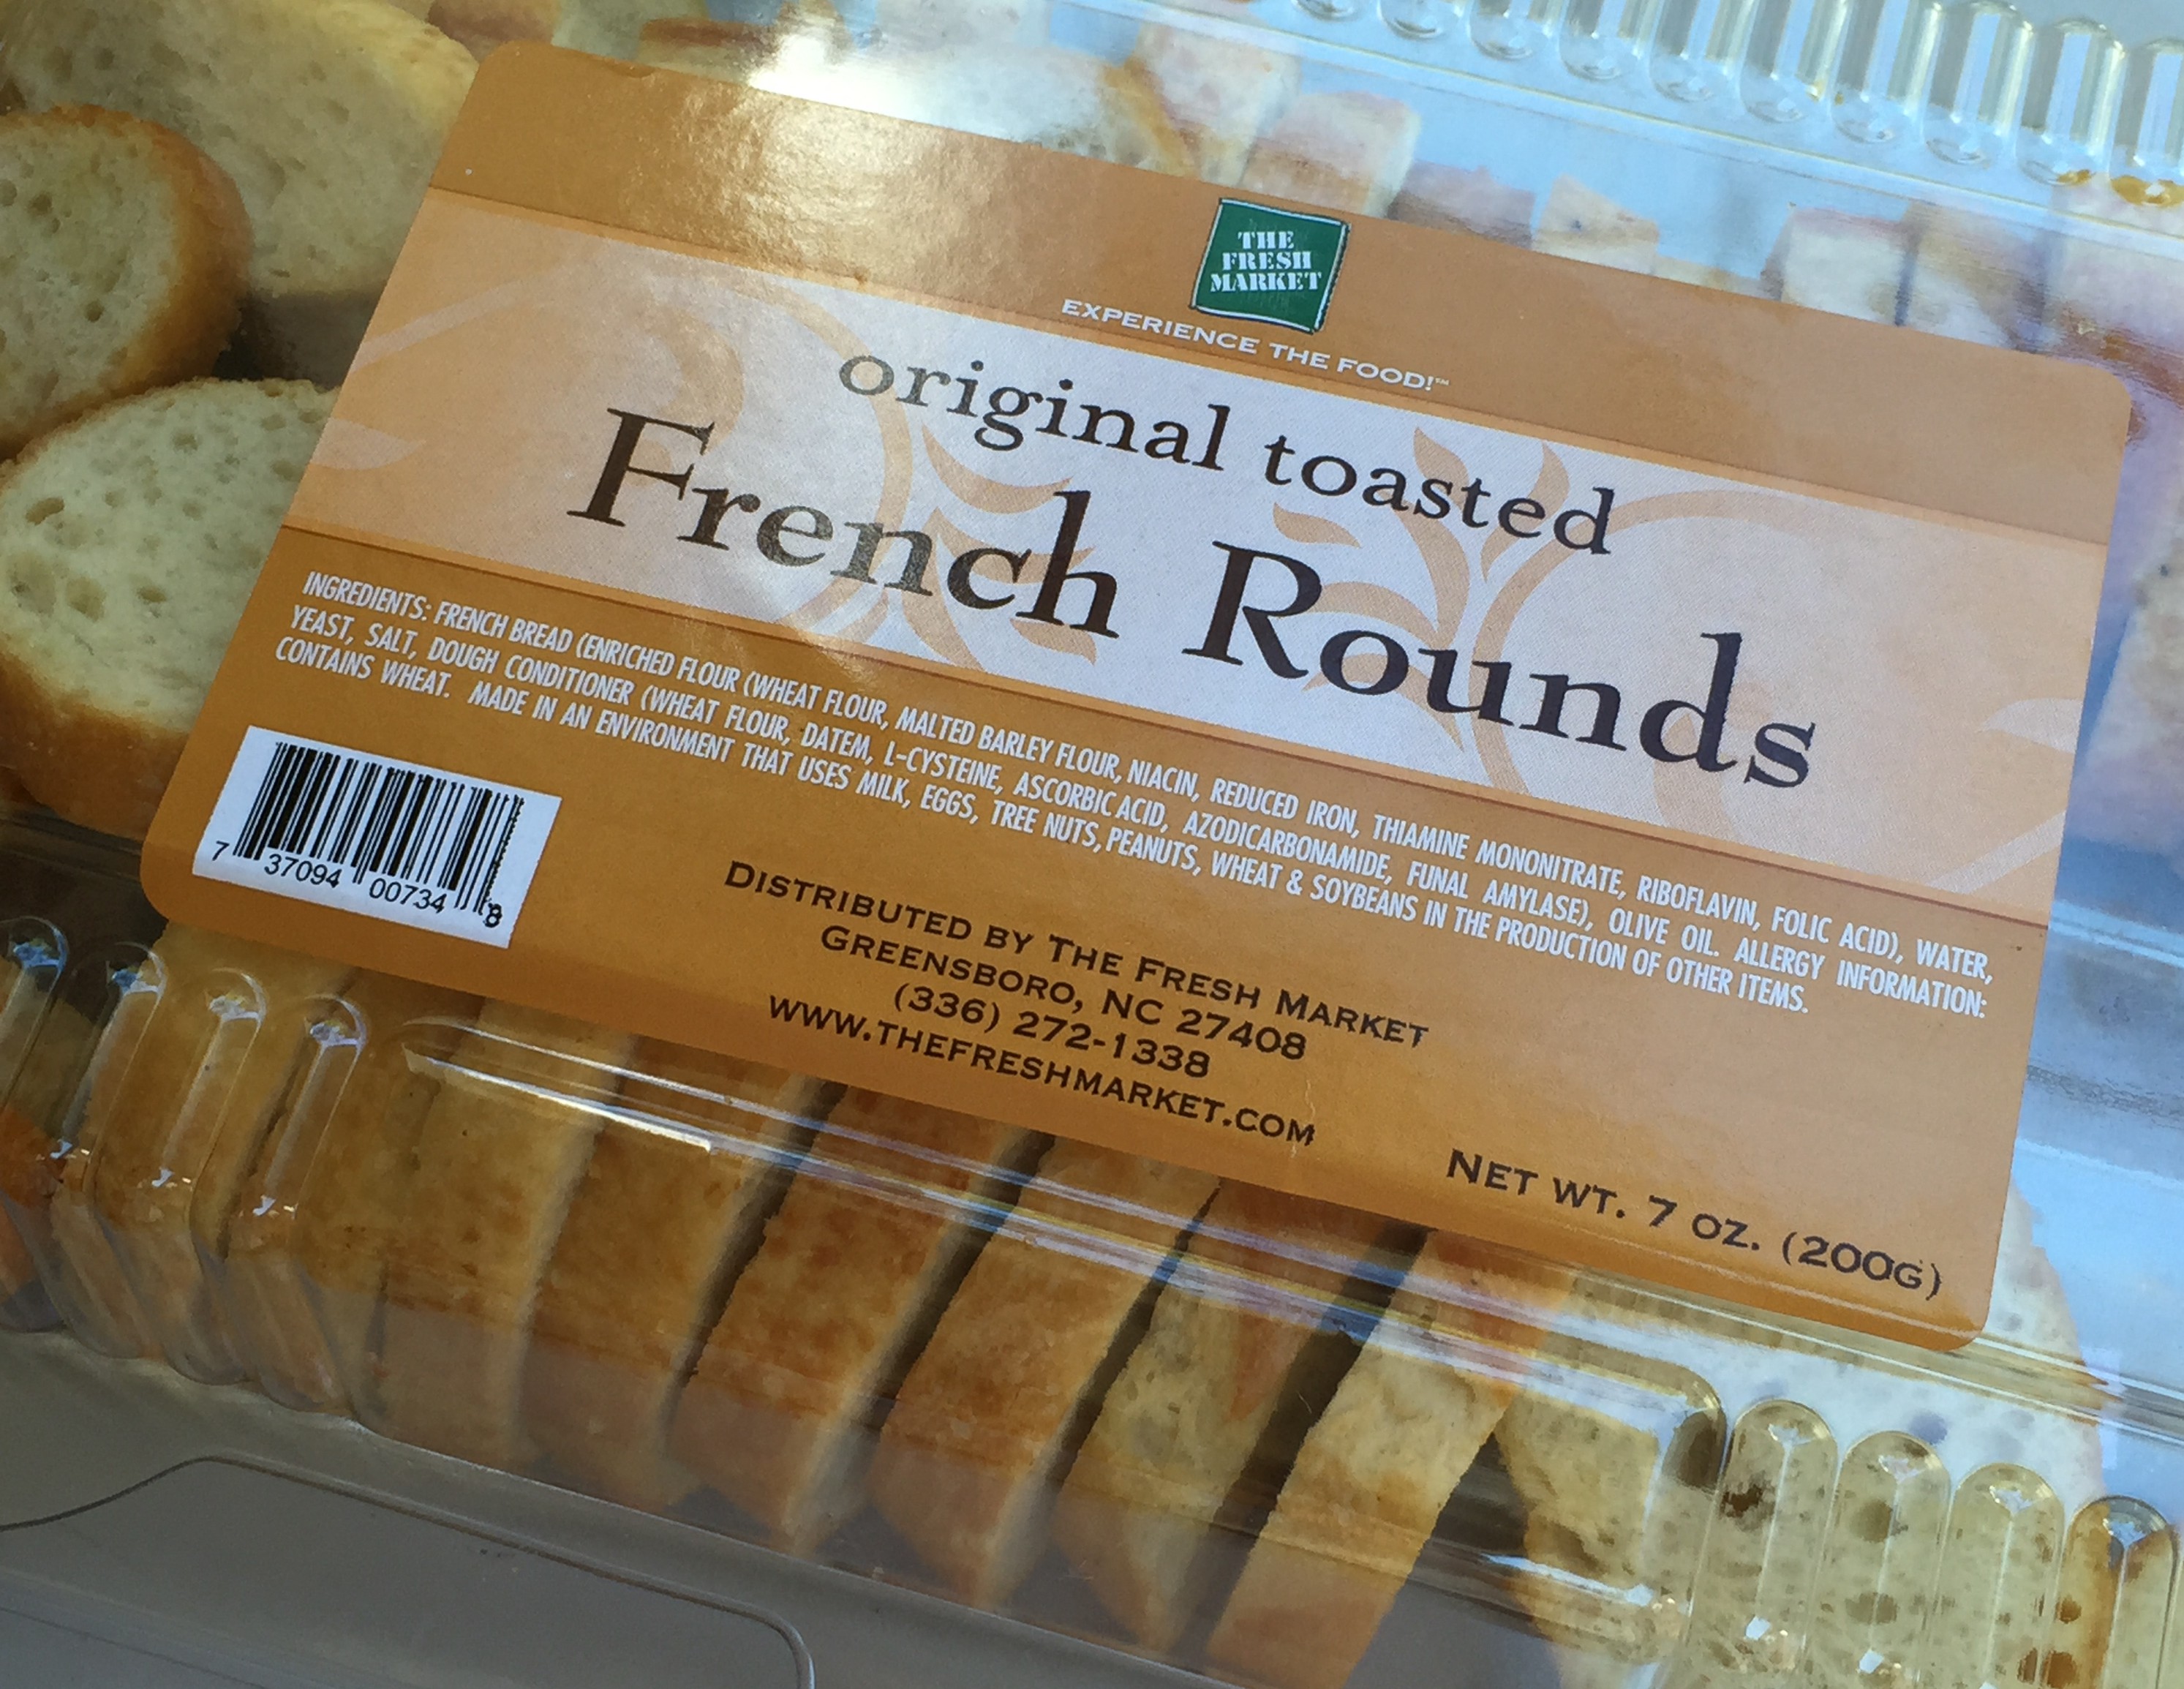 THE
FRESH
MARKET
EXPERIENCE THE FOOD!™
original toasted
French Rounds
INGREDIENTS: FRENCH BREAD (ENRICHED FLOUR (WHEAT FLOUR, MALTED BARLEY FLOUR, NIACIN, REDUCED IRON, THIAMINE MONONITRATE, RIBOFLAVIN, FOLIC ACID), WATER,
YEAST, SALT, DOUGH CONDITIONER (WHEAT FLOUR, DATEM, L-CYSTEINE, ASCORBIC ACID, AZODICARBONAMIDE, FUNAL AMYLASE), OLIVE OIL. ALLERGY INFORMATION:
CONTAINS WHEAT. MADE IN AN ENVIRONMENT THAT USES MILK, EGGS, TREE NUTS, PEANUTS, WHEAT & SOYBEANS IN THE PRODUCTION OF OTHER ITEMS.
7 37094 00734 8
DISTRIBUTED BY THE FRESH MARKET
GREENSBORO, NC 27408
(336) 272-1338
WWW.THEFRESHMARKET.COM
NET WT. 7 OZ. (200G)